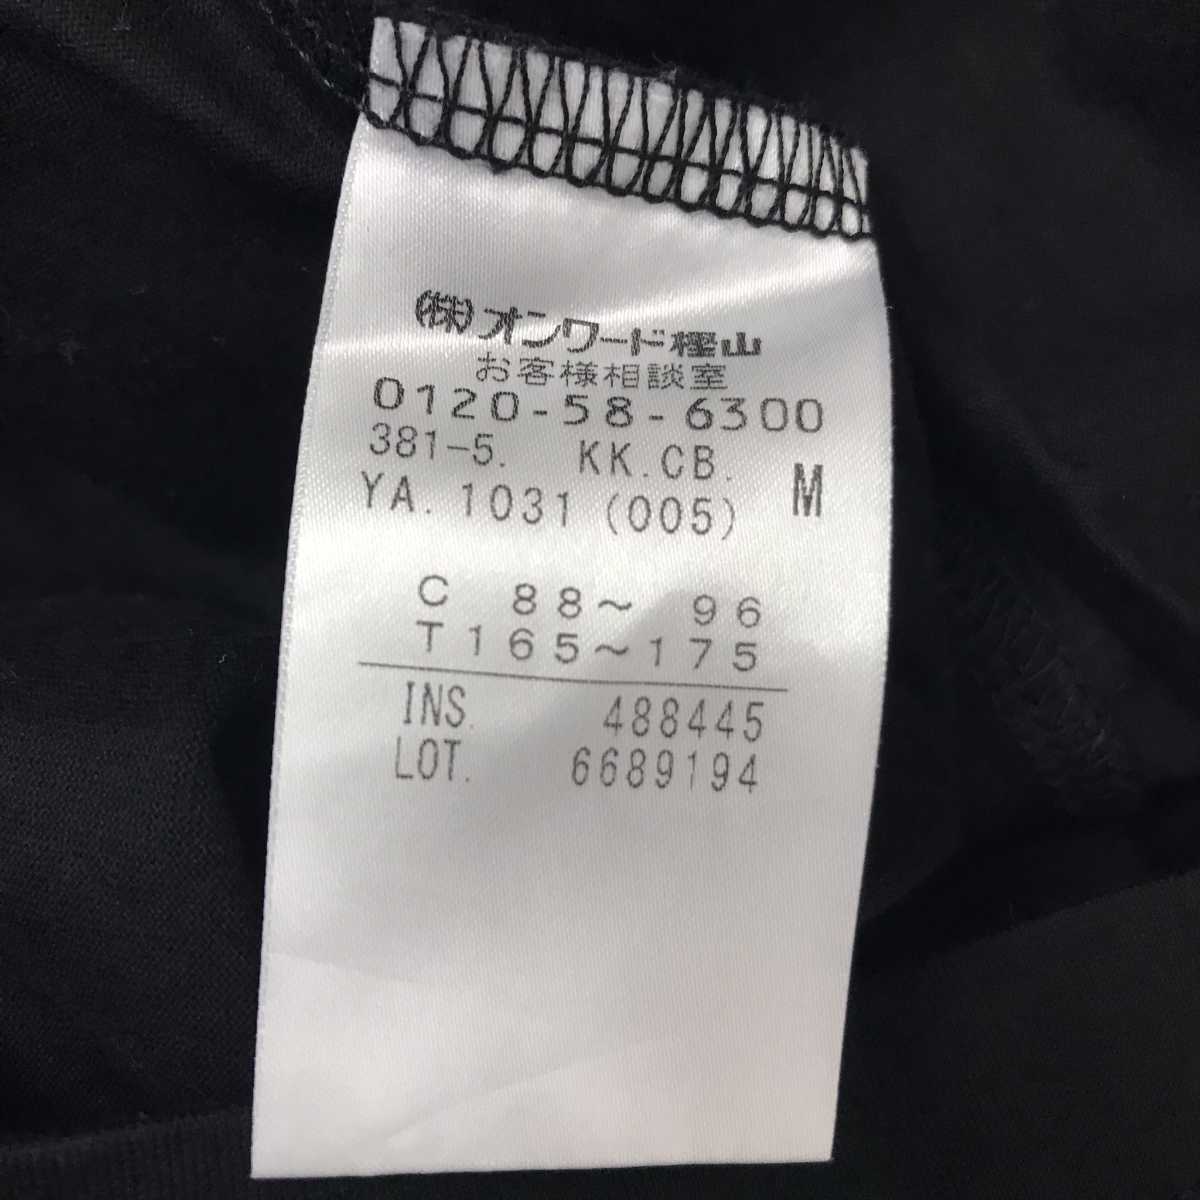 (株)オンワード樫山
お客様相談室
0120-58-6300
381-5. KK.CB. M
YA.1031(005)
C 88～ 96
T165～175
INS. 488445
LOT. 6689194